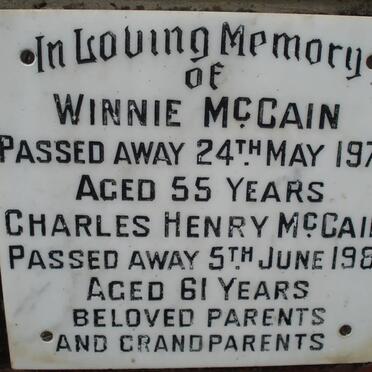 In Loving Memory
of
WINNIE McCAIN
PASSED AWAY 24TH MAY 197
AGED 55 YEARS
CHARLES HENRY McCAI
PASSED AWAY 5TH JUNE 198
AGED 61 YEARS
BELOVED PARENTS
AND GRANDPARENTS